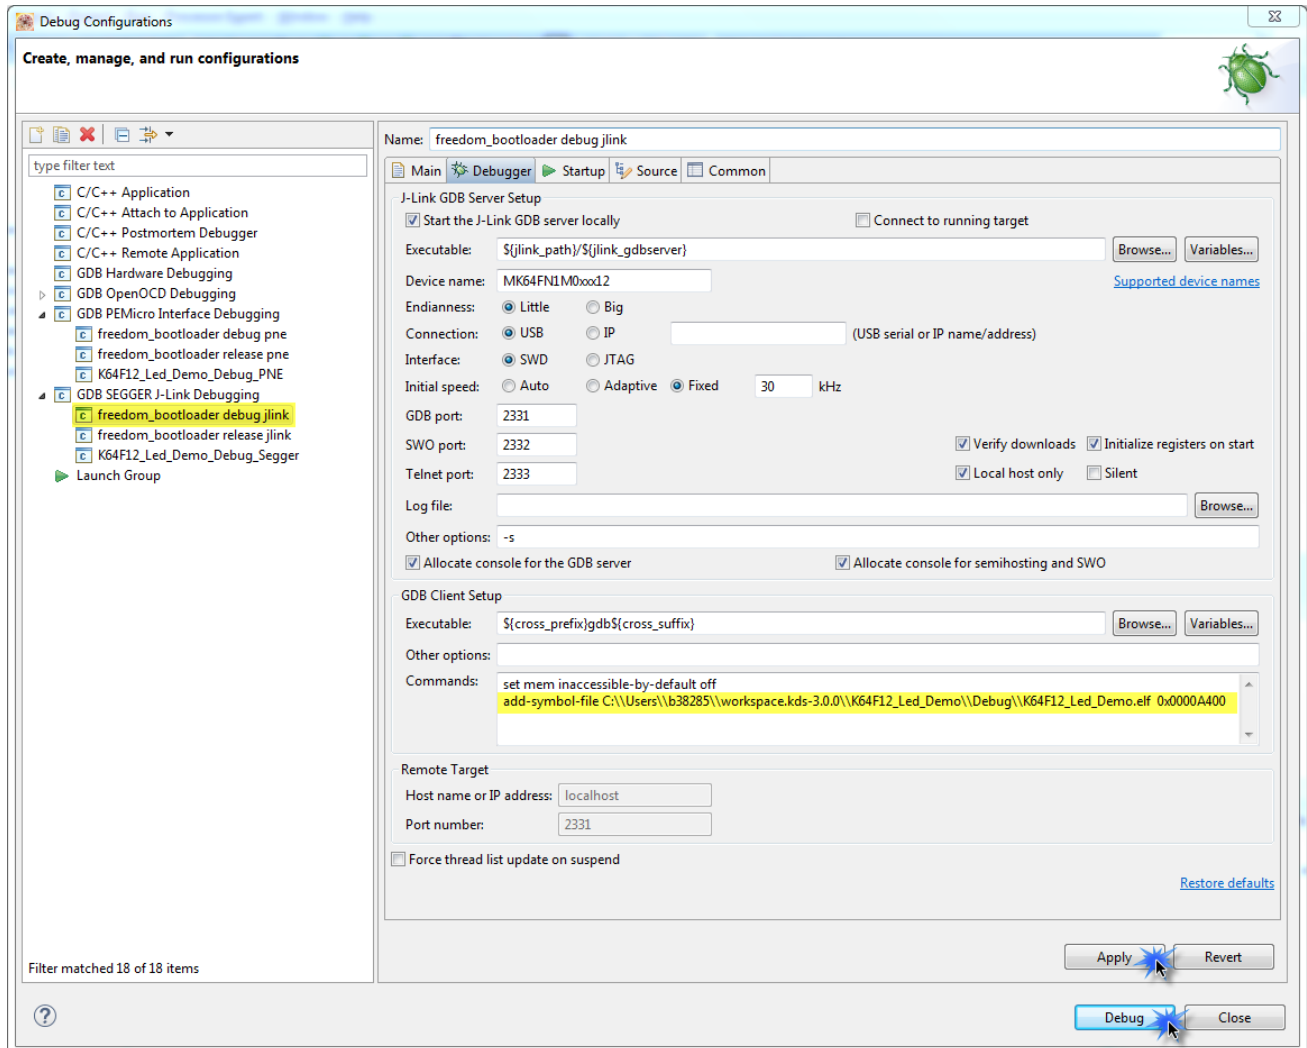 Debug Configurations
Create, manage, and run configurations
type filter text
C/C++ Application
C/C++ Attach to Application
C/C++ Postmortem Debugger
C/C++ Remote Application
GDB Hardware Debugging
GDB OpenOCD Debugging
GDB PEMicro Interface Debugging
freedom_bootloader debug pne
freedom_bootloader release pne
K64F12_Led_Demo_Debug_PNE
GDB SEGGER J-Link Debugging
freedom_bootloader debug jlink
freedom_bootloader release jlink
K64F12_Led_Demo_Debug_Segger
Launch Group
Filter matched 18 of 18 items
Name: freedom_bootloader debug jlink
Main Debugger Startup Source Common
J-Link GDB Server Setup
Start the J-Link GDB server locally Connect to running target
Executable: ${jlink_path}/${jlink_gdbserver} Browse... Variables...
Device name: MK64FN1M0xxx12 Supported device names
Endianness: Little Big
Connection: USB IP (USB serial or IP name/address)
Interface: SWD JTAG
Initial speed: Auto Adaptive Fixed 30 kHz
GDB port: 2331
SWO port: 2332 Verify downloads Initialize registers on start
Telnet port: 2333 Local host only Silent
Log file: Browse...
Other options: -s
Allocate console for the GDB server Allocate console for semihosting and SWO
GDB Client Setup
Executable: ${cross_prefix}gdb${cross_suffix} Browse... Variables...
Other options:
Commands: set mem inaccessible-by-default off
add-symbol-file C:\\Users\\b38285\\workspace.kds-3.0.0\\K64F12_Led_Demo\\Debug\\K64F12_Led_Demo.elf 0x0000A400
Remote Target
Host name or IP address: localhost
Port number: 2331
Force thread list update on suspend
Restore defaults
Apply Revert
Debug Close